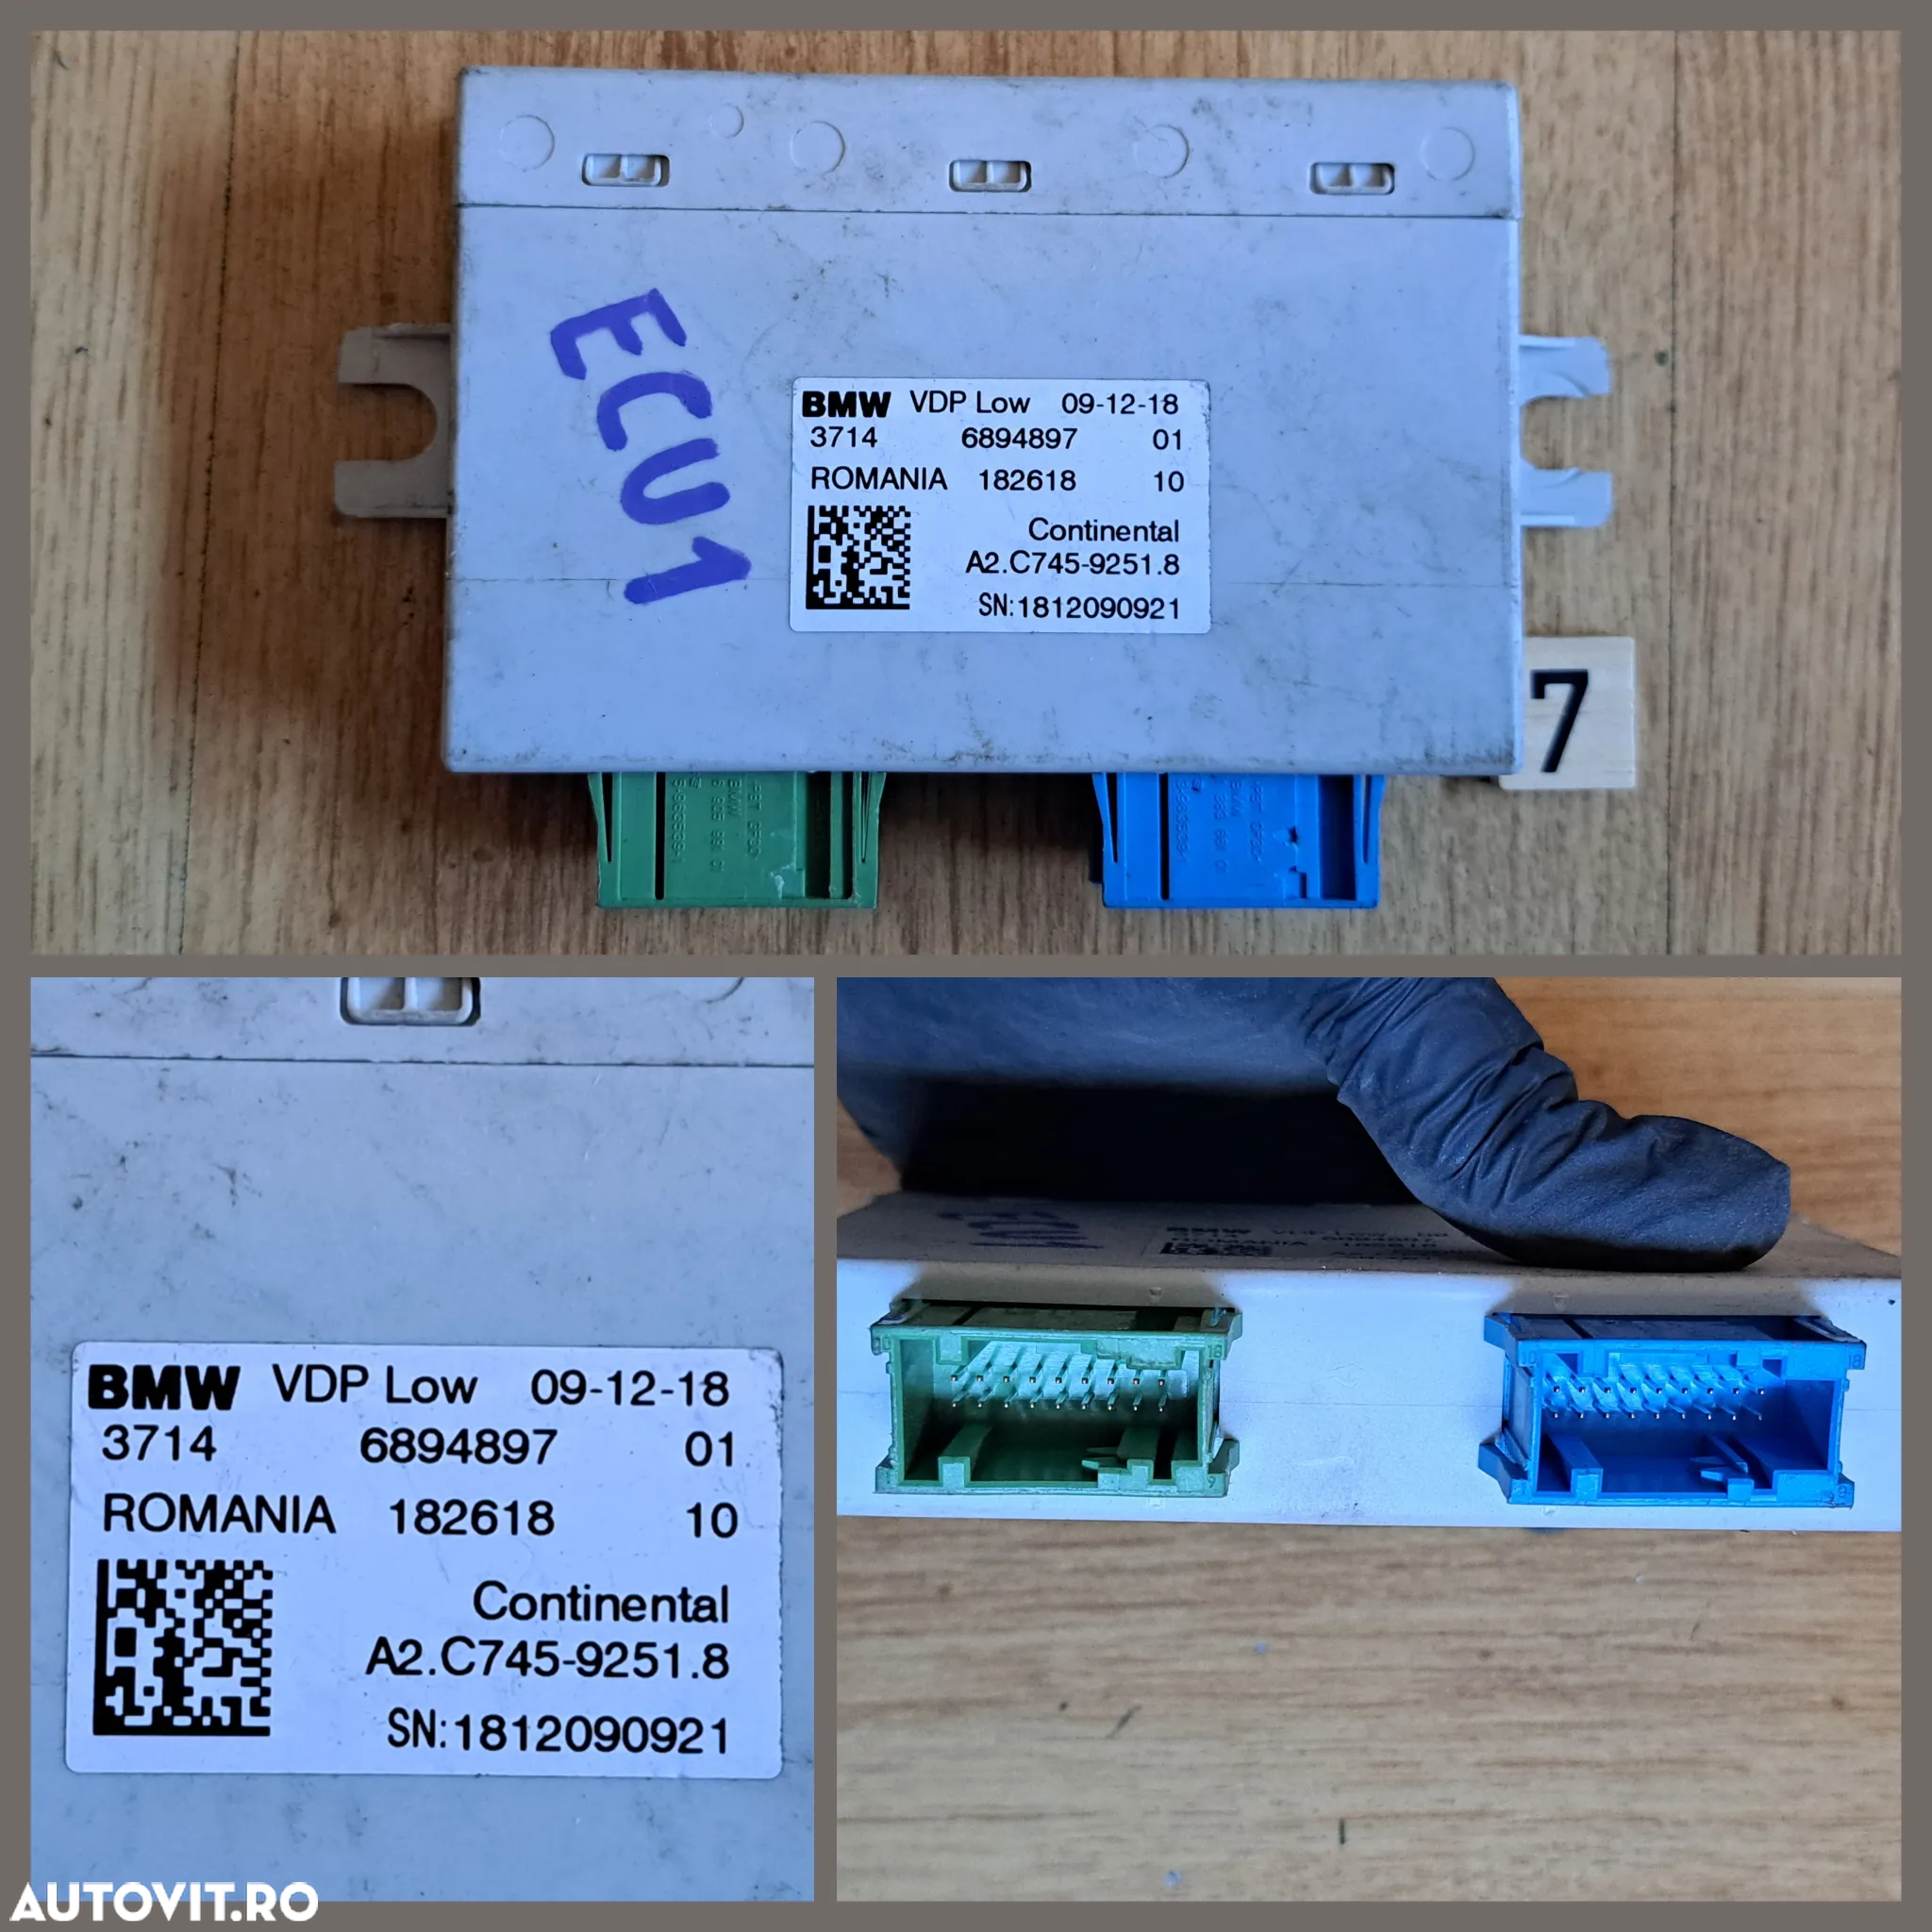 ECU1
BMW VDP Low 09-12-18
3714 6894897 01
ROMANIA 182618 10
Continental
A2.C745-9251.8
SN:1812090921
7
BMW VDP Low 09-12-18
3714 6894897 01
ROMANIA 182618 10
Continental
A2.C745-9251.8
SN:1812090921
ECU1
BMW
AUTOVIT.RO